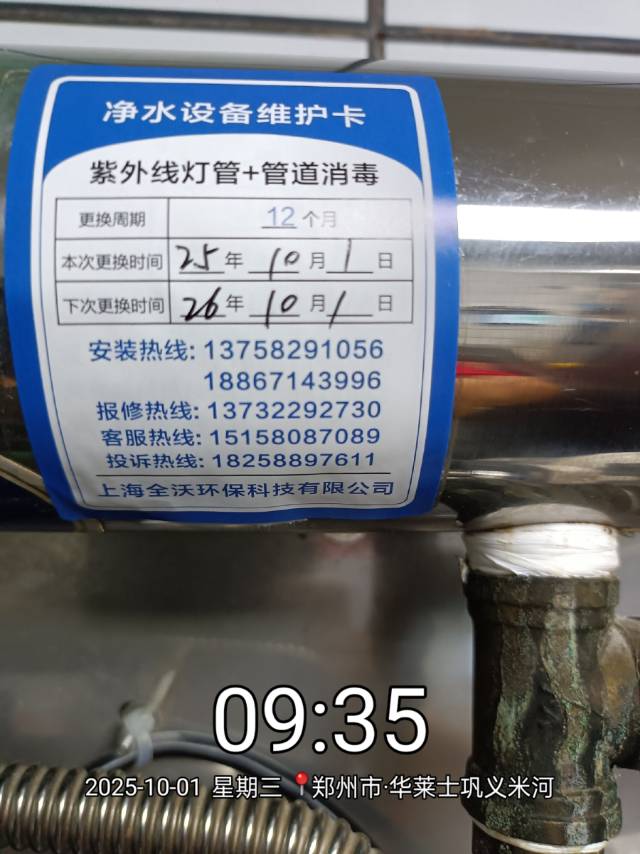 净水设备维护卡
紫外线灯管+管道消毒
更换周期 12个月
本次更换时间 25年10月1日
下次更换时间 26年10月1日
安装热线: 13758291056
18867143996
报修热线: 13732292730
客服热线: 15158087089
投诉热线: 18258897611
上海全沃环保科技有限公司
09:35
2025-10-01 星期三 郑州市·华莱士巩义米河